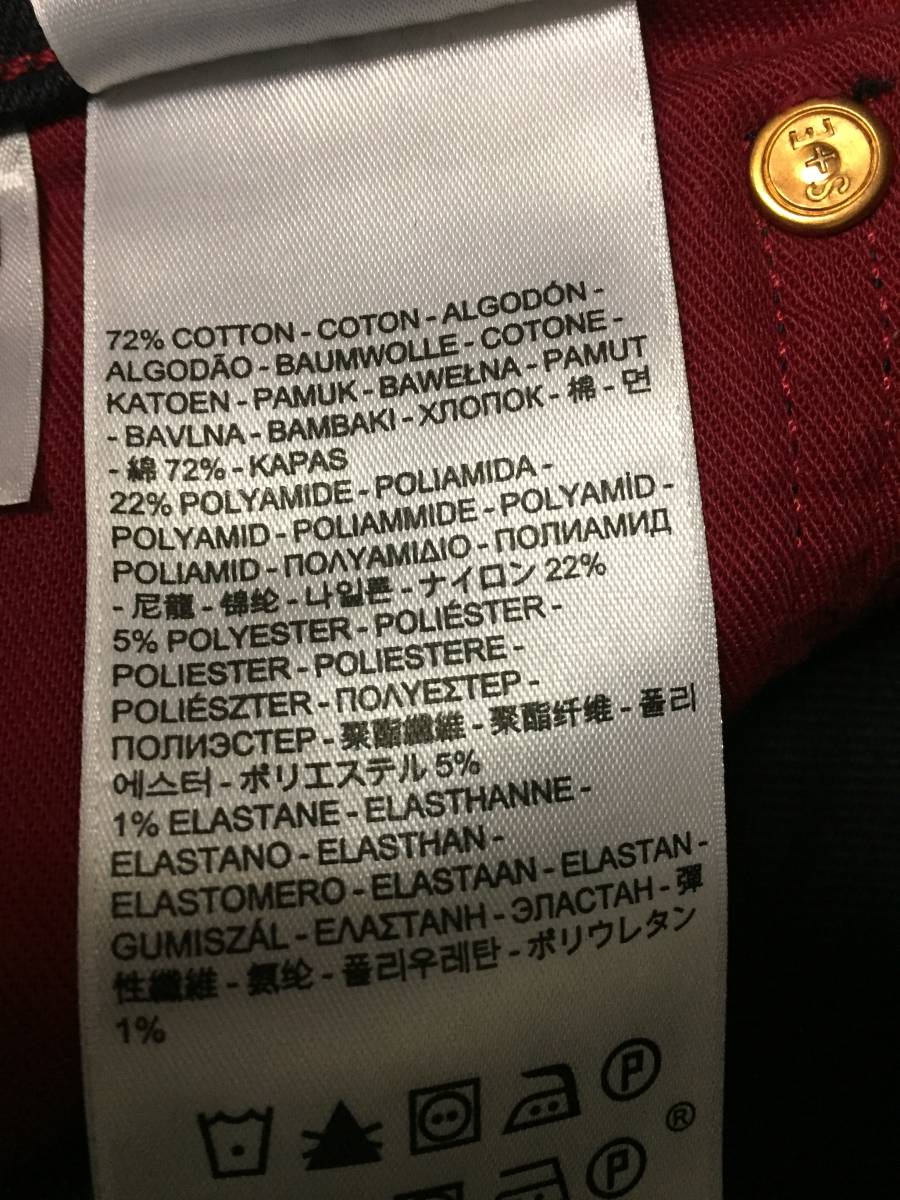 72% COTTON - COTON - ALGODÓN -
ALGODÃO - BAUMWOLLE - COTONE -
KATOEN - PAMUK - BAWEŁNA - PAMUT
- BAVLNA - BAMBAKI - ХЛОПОК - 棉 - 면
- 綿 72% - KAPAS
22% POLYAMIDE - POLIAMIDA -
POLYAMID - POLIAMMIDE - POLYAMİD -
POLIAMID - ΠΟΛΥΑΜΙΔΙΟ - ПОЛИАМИД
- 尼龍 - 锦纶 - 나일론 - ナイロン 22%
5% POLYESTER - POLIÉSTER -
POLIESTER - POLIESTERE -
POLIÉSZTER - ΠΟΛΥΕΣΤΕΡ -
ПОЛИЭСТЕР - 聚酯纖維 - 聚酯纤维 - 폴리
에스터 - ポリエステル 5%
1% ELASTANE - ELASTHANNE -
ELASTANO - ELASTHAN -
ELASTOMERO - ELASTAAN - ELASTAN -
GUMISZÁL - ΕΛΑΣΤΑΝΗ - ЭЛАСТАН - 彈
性纖維 - 氨纶 - 폴리우레탄 - ポリウレタン
1%
P
®
P
E+S